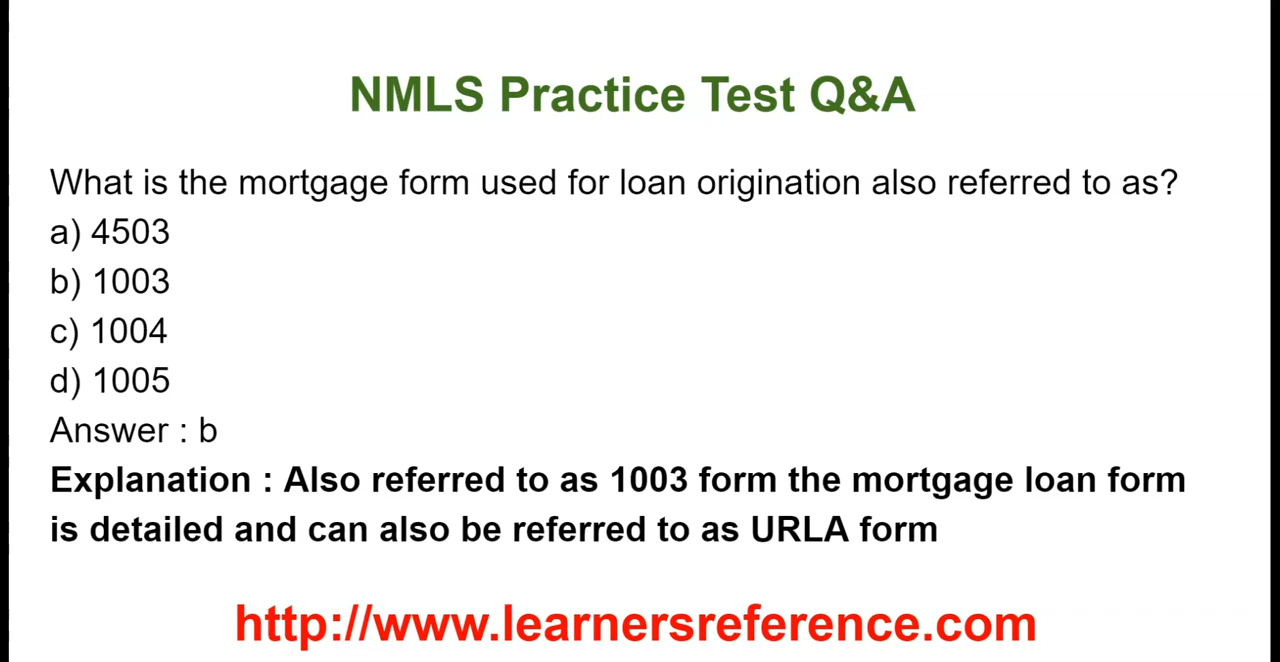 NMLS Practice Test Q&A
What is the mortgage form used for loan origination also referred to as?
a) 4503
b) 1003
c) 1004
d) 1005
Answer : b
Explanation : Also referred to as 1003 form the mortgage loan form
is detailed and can also be referred to as URLA form
http://www.learnersreference.com